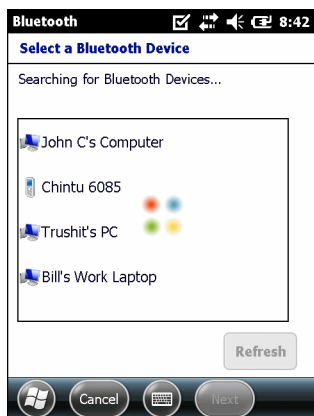 Bluetooth 8:42
Select a Bluetooth Device
Searching for Bluetooth Devices...
John C's Computer
Chintu 6085
Trushit's PC
Bill's Work Laptop
Refresh
Cancel Next